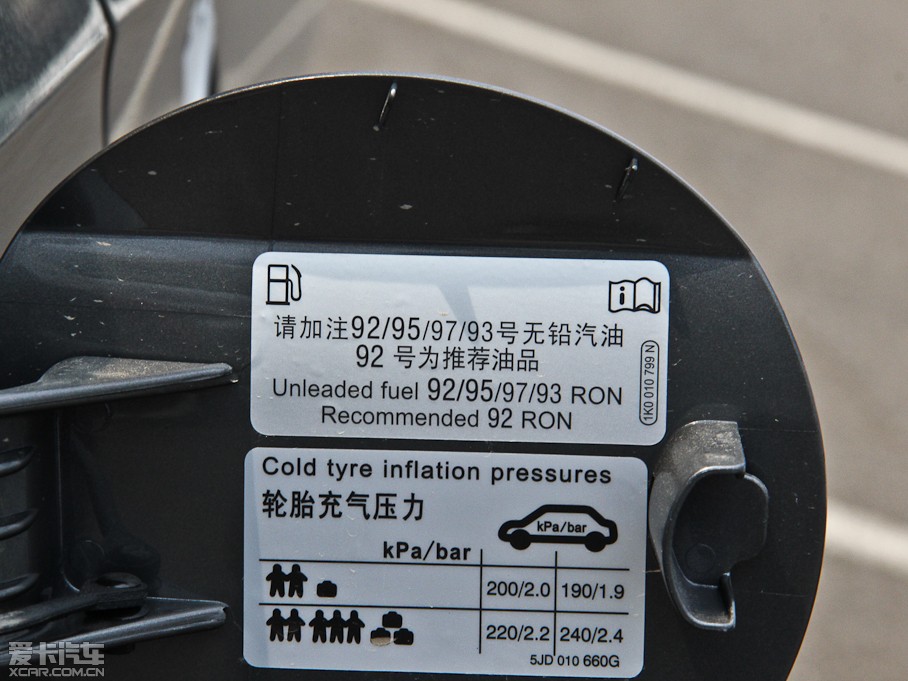 请加注92/95/97/93号无铅汽油
92 号为推荐油品
Unleaded fuel 92/95/97/93 RON
Recommended 92 RON
1K0 010 799 N
Cold tyre inflation pressures
轮胎充气压力
kPa/bar
kPa/bar
200/2.0 190/1.9
220/2.2 240/2.4
5JD 010 660G
爱卡汽车
XCAR.COM.CN